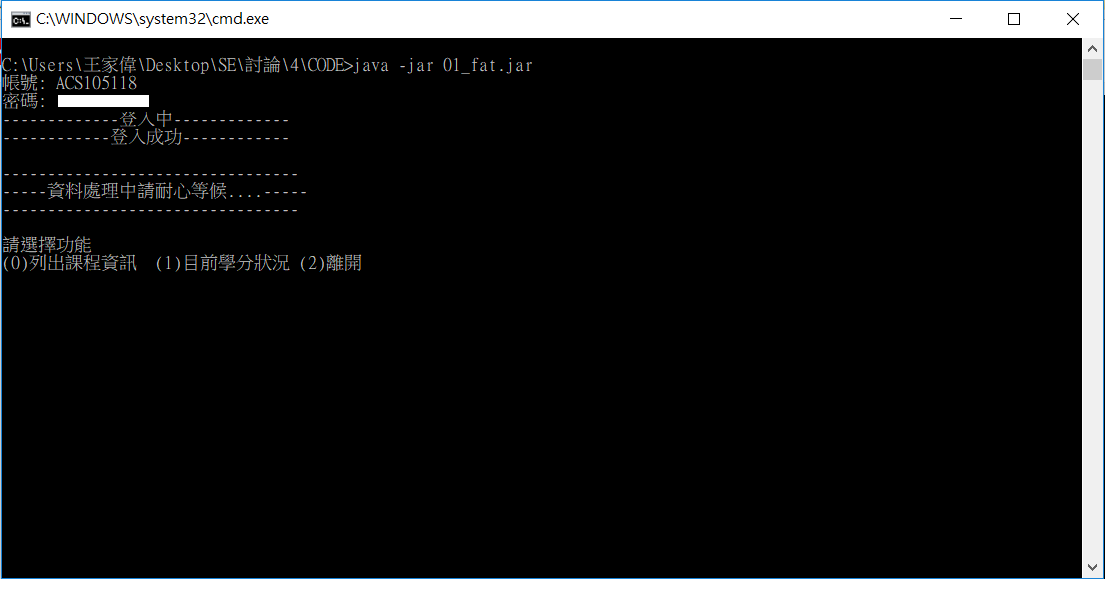 C:\WINDOWS\system32\cmd.exe
C:\Users\王家偉\Desktop\SE\討論\4\CODE>java -jar 01_fat.jar
帳號: ACS105118
密碼:
-------------登入中-------------
------------登入成功------------
---------------------------------
-----資料處理中請耐心等候....-----
---------------------------------
請選擇功能
(0)列出課程資訊  (1)目前學分狀況 (2)離開